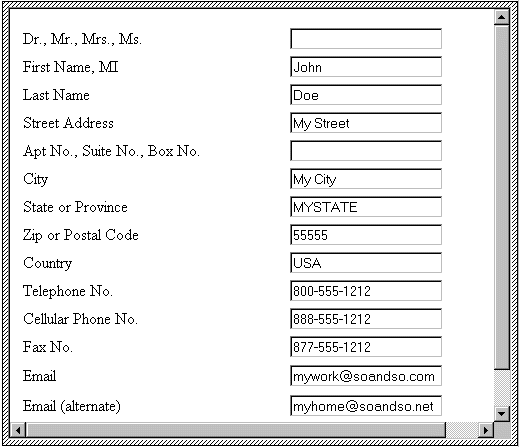 Dr., Mr., Mrs., Ms.
First Name, MI John
Last Name Doe
Street Address My Street
Apt No., Suite No., Box No.
City My City
State or Province MYSTATE
Zip or Postal Code 55555
Country USA
Telephone No. 800-555-1212
Cellular Phone No. 888-555-1212
Fax No. 877-555-1212
Email mywork@soandso.com
Email (alternate) myhome@soandso.net